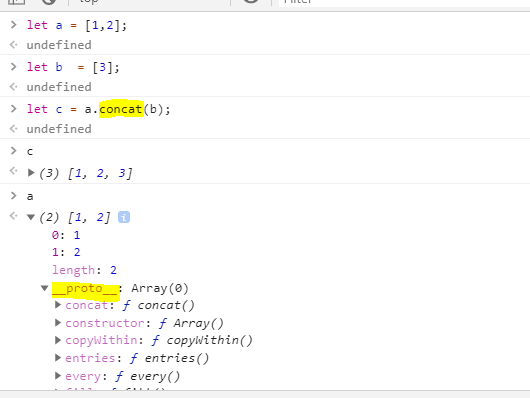 top
Filter
> let a = [1,2];
undefined
> let b  = [3];
undefined
> let c = a.concat(b);
undefined
> c
▶ (3) [1, 2, 3]
> a
▼ (2) [1, 2] i
0: 1
1: 2
length: 2
▼ __proto__: Array(0)
▶ concat: ƒ concat()
▶ constructor: ƒ Array()
▶ copyWithin: ƒ copyWithin()
▶ entries: ƒ entries()
▶ every: ƒ every()
▶ fill: ƒ fill()